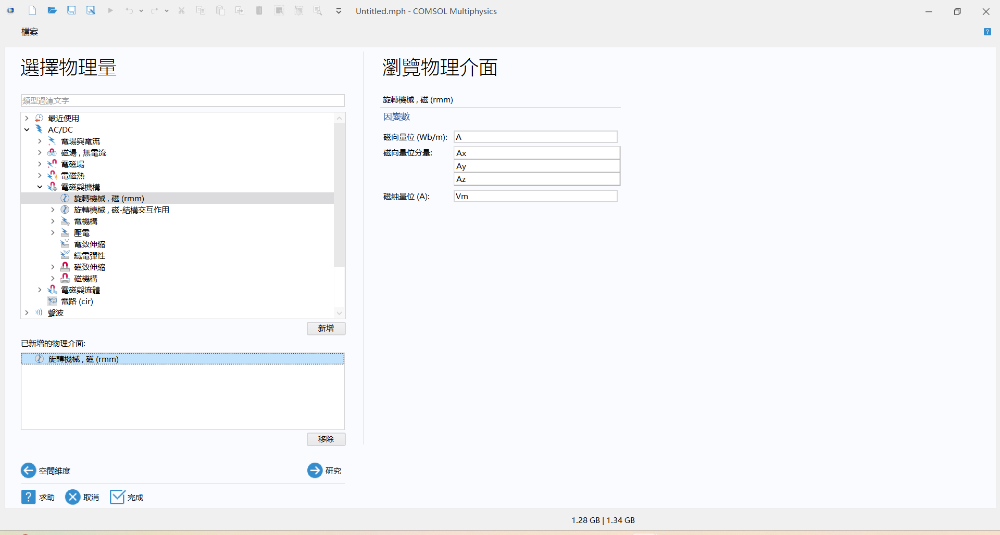 Untitled.mph - COMSOL Multiphysics
檔案
?
選擇物理量
類型過濾文字
最近使用
AC/DC
電場與電流
磁場 , 無電流
電磁場
電磁熱
電磁與機構
旋轉機械 , 磁 (rmm)
旋轉機械 , 磁-結構交互作用
電機構
壓電
電致伸縮
鐵電彈性
磁致伸縮
磁機構
電磁與流體
電路 (cir)
聲波
新增
已新增的物理介面:
旋轉機械 , 磁 (rmm)
移除
空間維度
研究
? 求助
取消
完成
瀏覽物理介面
旋轉機械 , 磁 (rmm)
因變數
磁向量位 (Wb/m): A
磁向量位分量: Ax
Ay
Az
磁純量位 (A): Vm
1.28 GB | 1.34 GB